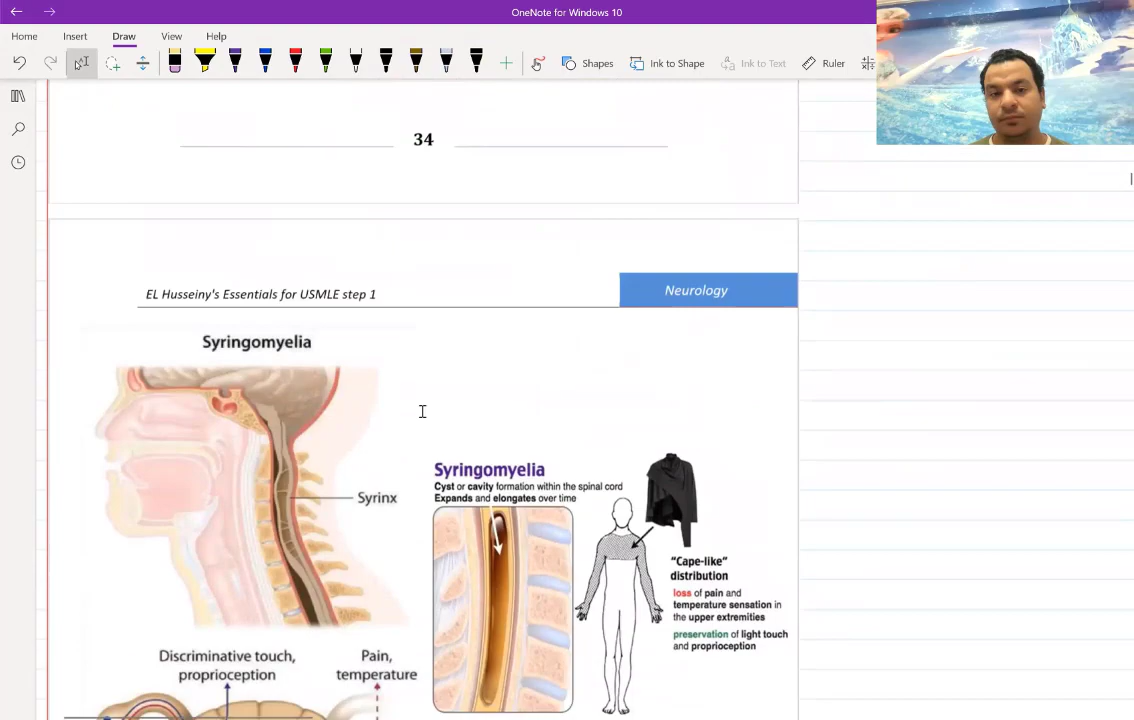 OneNote for Windows 10
Home Insert Draw View Help
Shapes Ink to Shape Ink to Text Ruler
34
EL Husseiny's Essentials for USMLE step 1
Neurology
Syringomyelia
Syrinx
Syringomyelia
Cyst or cavity formation within the spinal cord
Expands and elongates over time
"Cape-like"
distribution
loss of pain and
temperature sensation in
the upper extremities
preservation of light touch
and proprioception
Discriminative touch,
proprioception
Pain,
temperature